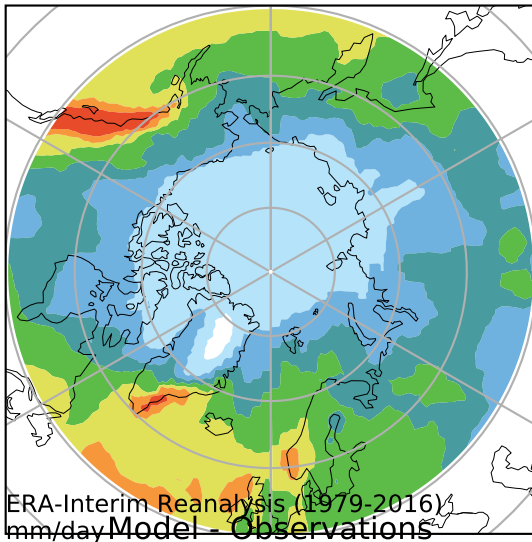 ERA-Interim Reanalysis (1979-2016)
mm/day Model - Observations